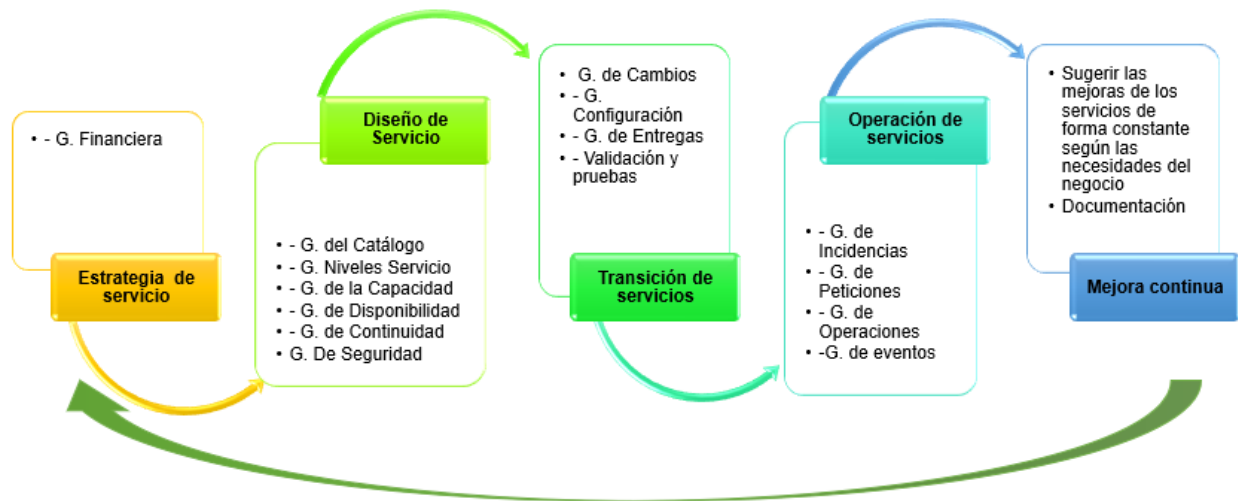 • - G. Financiera
Estrategia de
servicio
Diseño de
Servicio
• - G. del Catálogo
• - G. Niveles Servicio
• - G. de la Capacidad
• - G. de Disponibilidad
• - G. de Continuidad
• G. De Seguridad
• G. de Cambios
• - G.
Configuración
• - G. de Entregas
• - Validación y
pruebas
Transición de
servicios
Operación de
servicios
• - G. de
Incidencias
• - G. de
Peticiones
• - G. de
Operaciones
• -G. de eventos
• Sugerir las
mejoras de los
servicios de
forma constante
según las
necesidades del
negocio
• Documentación
Mejora continua